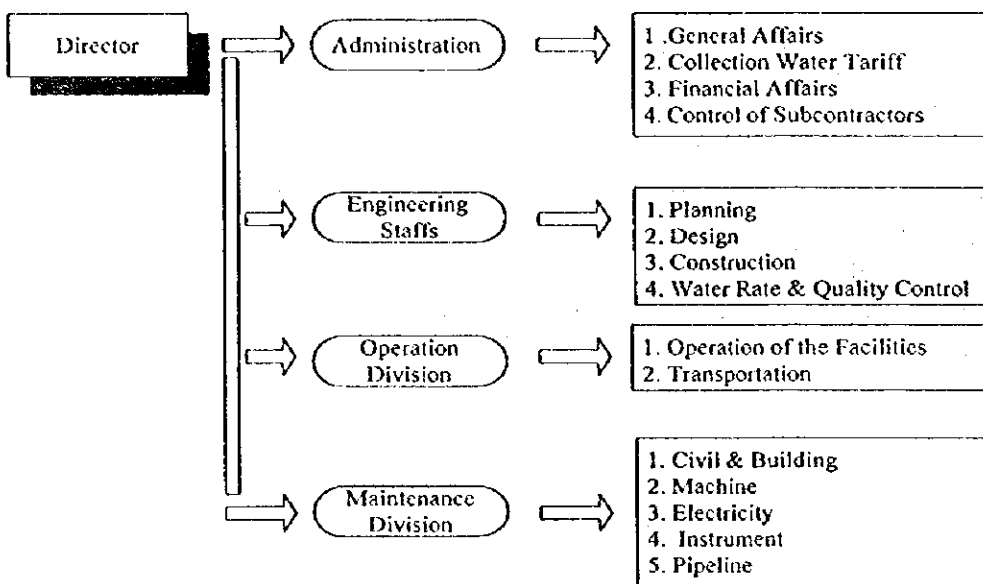 Director
Administration
1 .General Affairs
2. Collection Water Tariff
3. Financial Affairs
4. Control of Subcontractors
Engineering
Staffs
1. Planning
2. Design
3. Construction
4. Water Rate & Quality Control
Operation
Division
1. Operation of the Facilities
2. Transportation
Maintenance
Division
1. Civil & Building
2. Machine
3. Electricity
4. Instrument
5. Pipeline